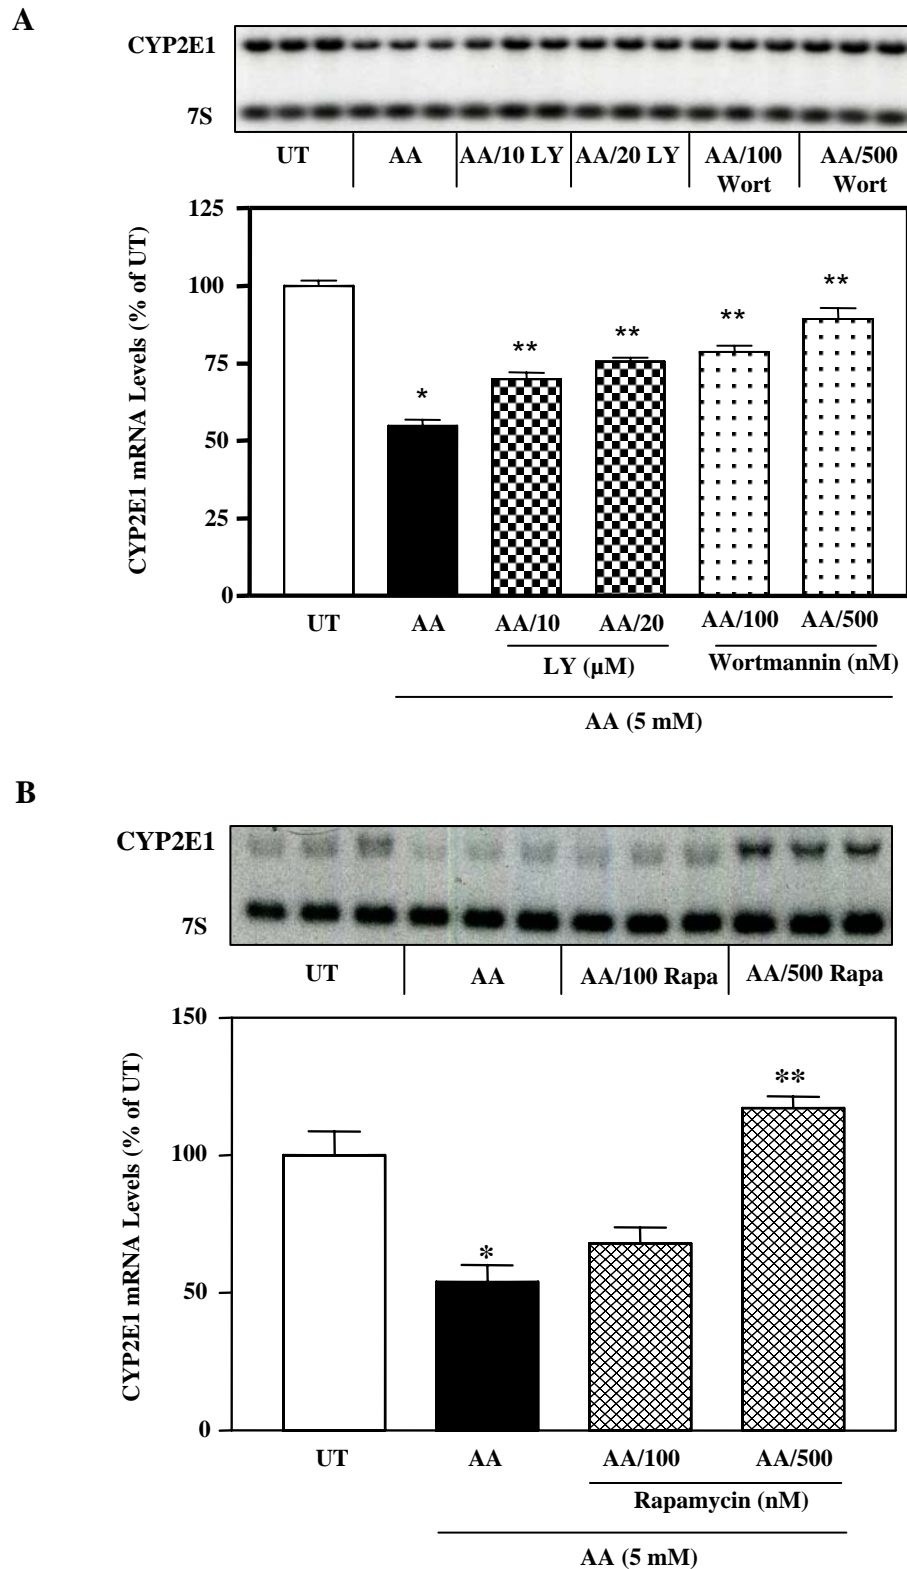 A
CYP2E1
7S
UT AA AA/10 LY AA/20 LY AA/100 Wort AA/500 Wort
CYP2E1 mRNA Levels (% of UT)
125
100
75
50
25
0
*
**
**
**
**
UT AA AA/10 AA/20 AA/100 AA/500
LY (µM) Wortmannin (nM)
AA (5 mM)
B
CYP2E1
7S
UT AA AA/100 Rapa AA/500 Rapa
CYP2E1 mRNA Levels (% of UT)
150
100
50
0
*
**
UT AA AA/100 AA/500
Rapamycin (nM)
AA (5 mM)